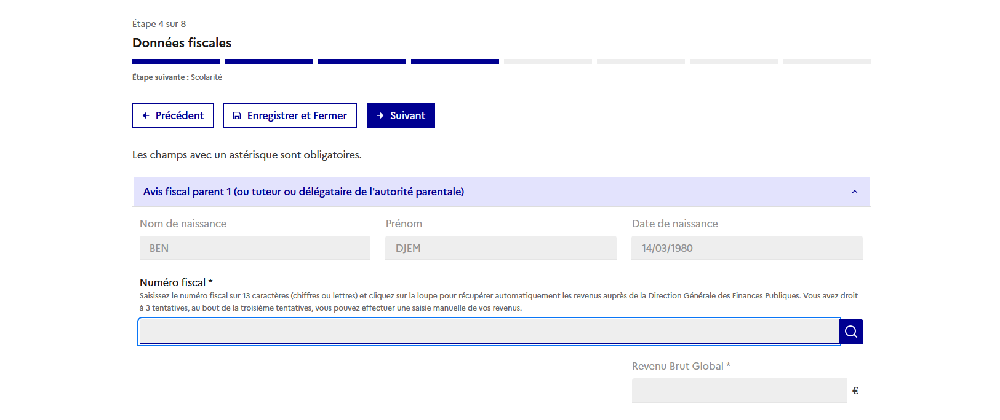 Étape 4 sur 8
Données fiscales
Étape suivante : Scolarité
Précédent
Enregistrer et Fermer
Suivant
Les champs avec un astérisque sont obligatoires.
Avis fiscal parent 1 (ou tuteur ou délégataire de l'autorité parentale)
Nom de naissance
Prénom
Date de naissance
BEN
DJEM
14/03/1980
Numéro fiscal *
Saisissez le numéro fiscal sur 13 caractères (chiffres ou lettres) et cliquez sur la loupe pour récupérer automatiquement les revenus auprès de la Direction Générale des Finances Publiques. Vous avez droit
à 3 tentatives, au bout de la troisième tentatives, vous pouvez effectuer une saisie manuelle de vos revenus.
Revenu Brut Global *
€